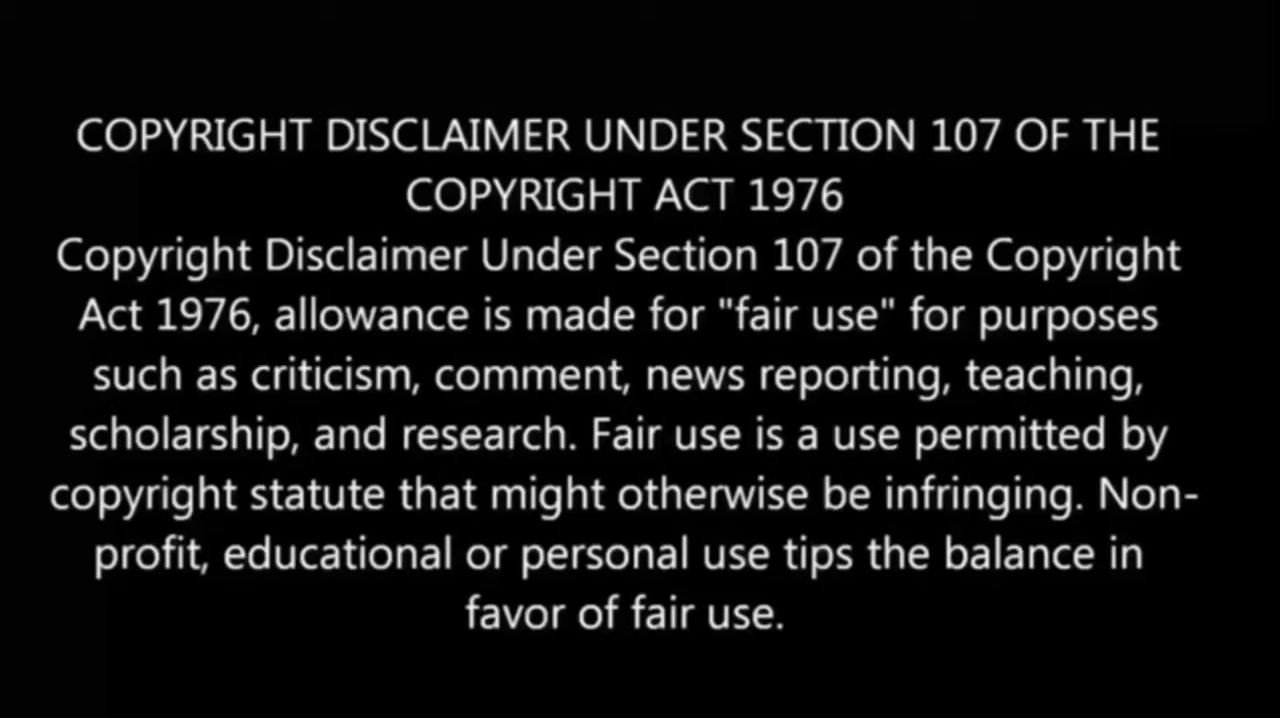 COPYRIGHT DISCLAIMER UNDER SECTION 107 OF THE
COPYRIGHT ACT 1976
Copyright Disclaimer Under Section 107 of the Copyright
Act 1976, allowance is made for "fair use" for purposes
such as criticism, comment, news reporting, teaching,
scholarship, and research. Fair use is a use permitted by
copyright statute that might otherwise be infringing. Non-
profit, educational or personal use tips the balance in
favor of fair use.